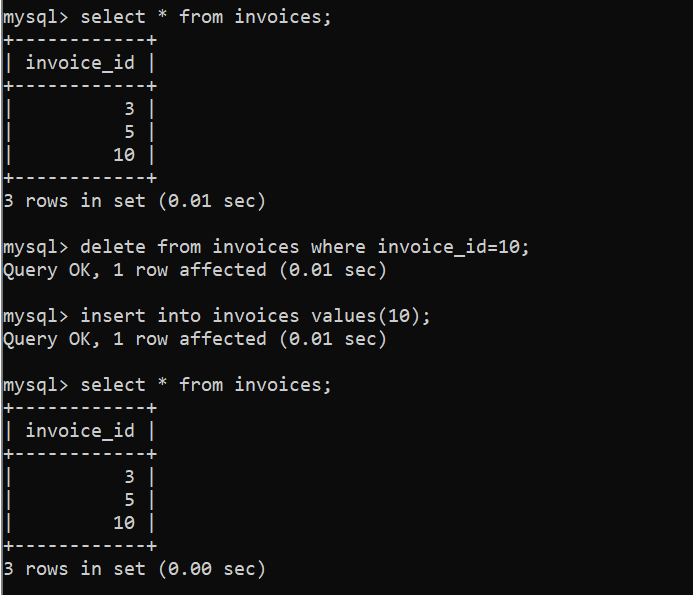 mysql> select * from invoices;
+------------+
| invoice_id |
+------------+
|          3 |
|          5 |
|         10 |
+------------+
3 rows in set (0.01 sec)
mysql> delete from invoices where invoice_id=10;
Query OK, 1 row affected (0.01 sec)
mysql> insert into invoices values(10);
Query OK, 1 row affected (0.01 sec)
mysql> select * from invoices;
+------------+
| invoice_id |
+------------+
|          3 |
|          5 |
|         10 |
+------------+
3 rows in set (0.00 sec)